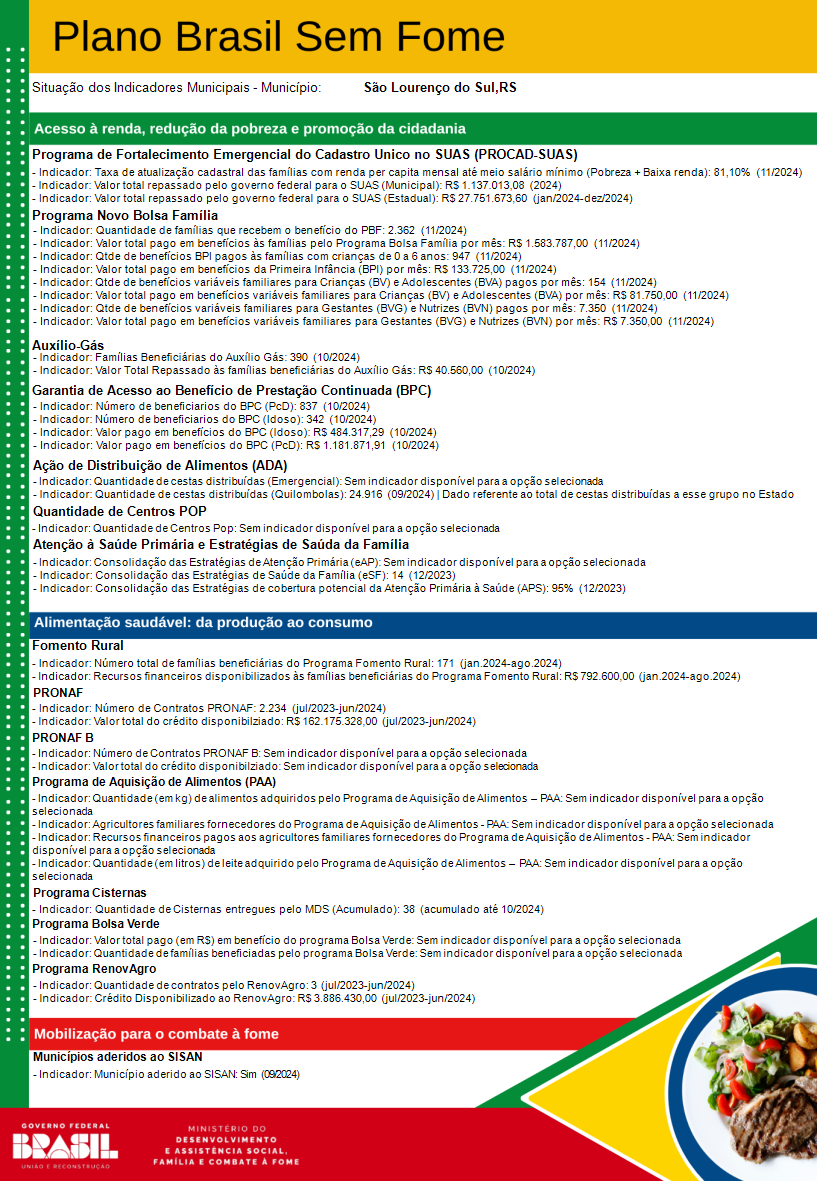 Plano Brasil Sem Fome
Situação dos Indicadores Municipais - Município: São Lourenço do Sul,RS
Acesso à renda, redução da pobreza e promoção da cidadania
Programa de Fortalecimento Emergencial do Cadastro Unico no SUAS (PROCAD-SUAS)
- Indicador: Taxa de atualização cadastral das famílias com renda per capita mensal até meio salário mínimo (Pobreza + Baixa renda): 81,10% (11/2024)
- Indicador: Valor total repassado pelo governo federal para o SUAS (Municipal): R$ 1.137.013,08 (2024)
- Indicador: Valor total repassado pelo governo federal para o SUAS (Estadual): R$ 27.751.673,60 (jan/2024-dez/2024)
Programa Novo Bolsa Família
- Indicador: Quantidade de famílias que recebem o benefício do PBF: 2.362 (11/2024)
- Indicador: Valor total pago em benefícios às famílias pelo Programa Bolsa Família por mês: R$ 1.583.787,00 (11/2024)
- Indicador: Qtde de benefícios BPI pagos às famílias com crianças de 0 a 6 anos: 947 (11/2024)
- Indicador: Valor total pago em benefícios da Primeira Infância (BPI) por mês: R$ 133.725,00 (11/2024)
- Indicador: Qtde de benefícios variáveis familiares para Crianças (BV) e Adolescentes (BVA) pagos por mês: 154 (11/2024)
- Indicador: Valor total pago em benefícios variáveis familiares para Crianças (BV) e Adolescentes (BVA) por mês: R$ 81.750,00 (11/2024)
- Indicador: Qtde de benefícios variáveis familiares para Gestantes (BVG) e Nutrizes (BVN) pagos por mês: 7.350 (11/2024)
- Indicador: Valor total pago em benefícios variáveis familiares para Gestantes (BVG) e Nutrizes (BVN) por mês: R$ 7.350,00 (11/2024)
Auxílio-Gás
- Indicador: Famílias Beneficiárias do Auxílio Gás: 390 (10/2024)
- Indicador: Valor Total Repassado às famílias beneficiárias do Auxílio Gás: R$ 40.560,00 (10/2024)
Garantia de Acesso ao Benefício de Prestação Continuada (BPC)
- Indicador: Número de beneficiarios do BPC (PcD): 837 (10/2024)
- Indicador: Número de beneficiarios do BPC (Idoso): 342 (10/2024)
- Indicador: Valor pago em benefícios do BPC (Idoso): R$ 484.317,29 (10/2024)
- Indicador: Valor pago em benefícios do BPC (PcD): R$ 1.181.871,91 (10/2024)
Ação de Distribuição de Alimentos (ADA)
- Indicador: Quantidade de cestas distribuídas (Emergencial): Sem indicador disponível para a opção selecionada
- Indicador: Quantidade de cestas distribuídas (Quilombolas): 24.916 (09/2024) | Dado referente ao total de cestas distribuídas a esse grupo no Estado
Quantidade de Centros POP
- Indicador: Quantidade de Centros Pop: Sem indicador disponível para a opção selecionada
Atenção à Saúde Primária e Estratégias de Saúda da Família
- Indicador: Consolidação das Estratégias de Atenção Primária (eAP): Sem indicador disponível para a opção selecionada
- Indicador: Consolidação das Estratégias de Saúde da Família (eSF): 14 (12/2023)
- Indicador: Consolidação das Estratégias de cobertura potencial da Atenção Primária à Saúde (APS): 95% (12/2023)
Alimentação saudável: da produção ao consumo
Fomento Rural
- Indicador: Número total de famílias beneficiárias do Programa Fomento Rural: 171 (jan.2024-ago.2024)
- Indicador: Recursos financeiros disponibilizados às famílias beneficiárias do Programa Fomento Rural: R$ 792.600,00 (jan.2024-ago.2024)
PRONAF
- Indicador: Número de Contratos PRONAF: 2.234 (jul/2023-jun/2024)
- Indicador: Valor total do crédito disponibilziado: R$ 162.175.328,00 (jul/2023-jun/2024)
PRONAF B
- Indicador: Número de Contratos PRONAF B: Sem indicador disponível para a opção selecionada
- Indicador: Valor total do crédito disponibilziado: Sem indicador disponível para a opção selecionada
Programa de Aquisição de Alimentos (PAA)
- Indicador: Quantidade (em kg) de alimentos adquiridos pelo Programa de Aquisição de Alimentos – PAA: Sem indicador disponível para a opção
selecionada
- Indicador: Agricultores familiares fornecedores do Programa de Aquisição de Alimentos - PAA: Sem indicador disponível para a opção selecionada
- Indicador: Recursos financeiros pagos aos agricultores familiares fornecedores do Programa de Aquisição de Alimentos - PAA: Sem indicador
disponível para a opção selecionada
- Indicador: Quantidade (em litros) de leite adquirido pelo Programa de Aquisição de Alimentos – PAA: Sem indicador disponível para a opção
selecionada
Programa Cisternas
- Indicador: Quantidade de Cisternas entregues pelo MDS (Acumulado): 38 (acumulado até 10/2024)
Programa Bolsa Verde
- Indicador: Valor total pago (em R$) em benefício do programa Bolsa Verde: Sem indicador disponível para a opção selecionada
- Indicador: Quantidade de famílias beneficiadas pelo programa Bolsa Verde: Sem indicador disponível para a opção selecionada
Programa RenovAgro
- Indicador: Quantidade de contratos pelo RenovAgro: 3 (jul/2023-jun/2024)
- Indicador: Crédito Disponibilizado ao RenovAgro: R$ 3.886.430,00 (jul/2023-jun/2024)
Mobilização para o combate à fome
Municípios aderidos ao SISAN
- Indicador: Município aderido ao SISAN: Sim (09/2024)
GOVERNO FEDERAL
BRASIL
UNIÃO E RECONSTRUÇÃO
MINISTÉRIO DO
DESENVOLVIMENTO
E ASSISTÊNCIA SOCIAL,
FAMÍLIA E COMBATE À FOME